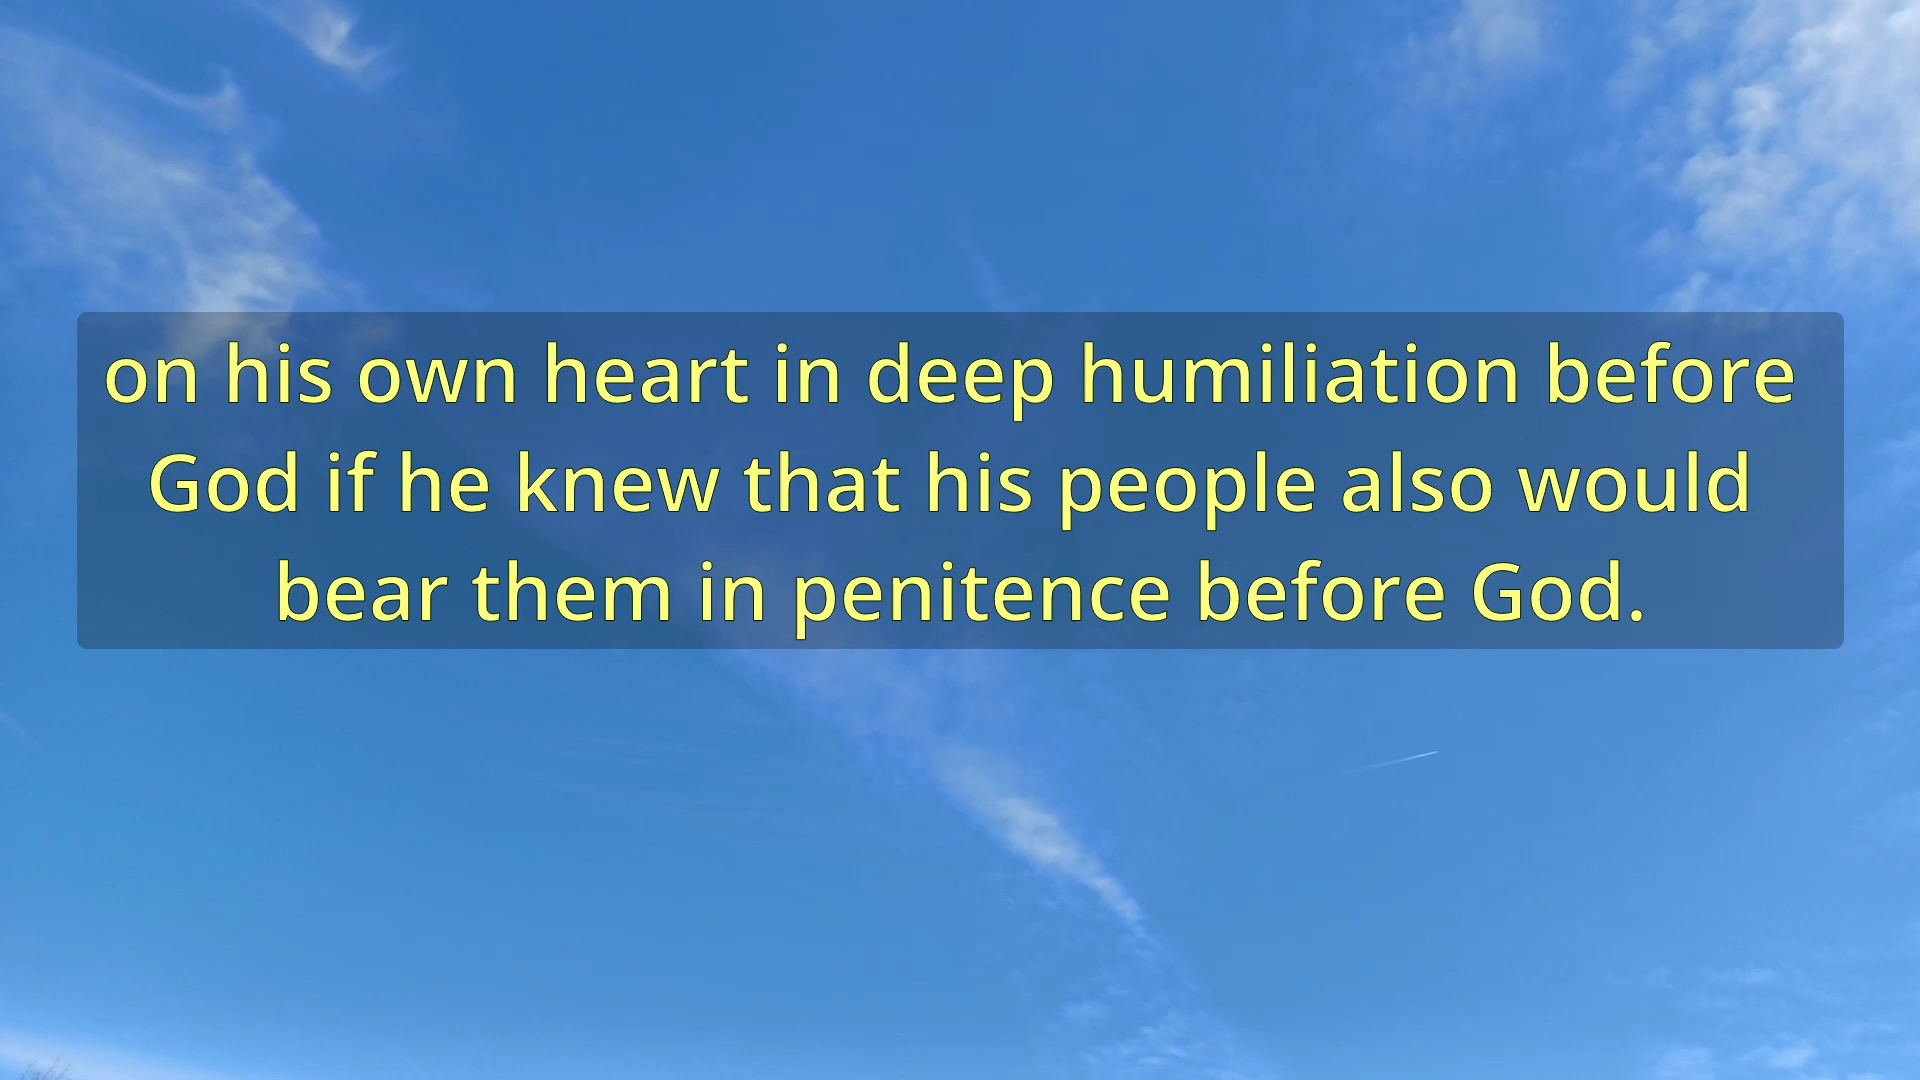 on his own heart in deep humiliation before
God if he knew that his people also would
bear them in penitence before God.